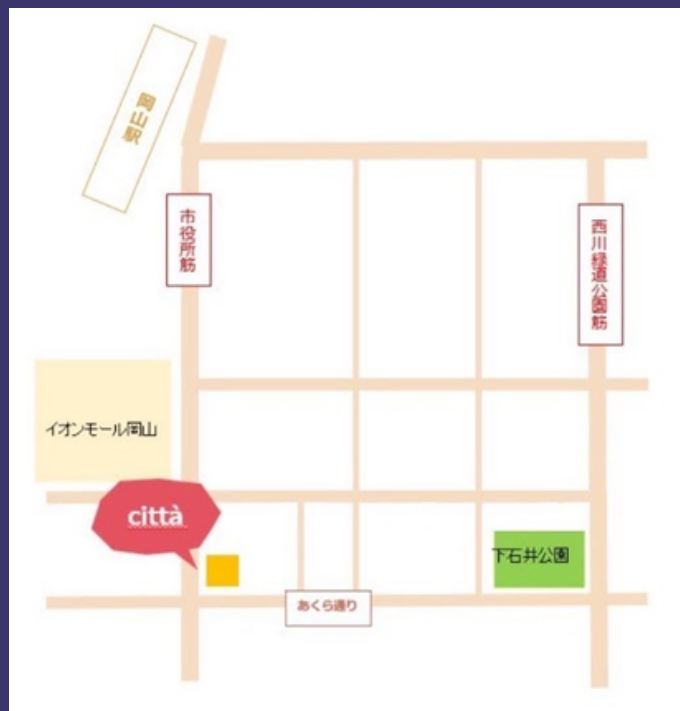 岡山駅
市役所筋
西川緑道公園筋
イオンモール岡山
città
下石井公園
あくら通り